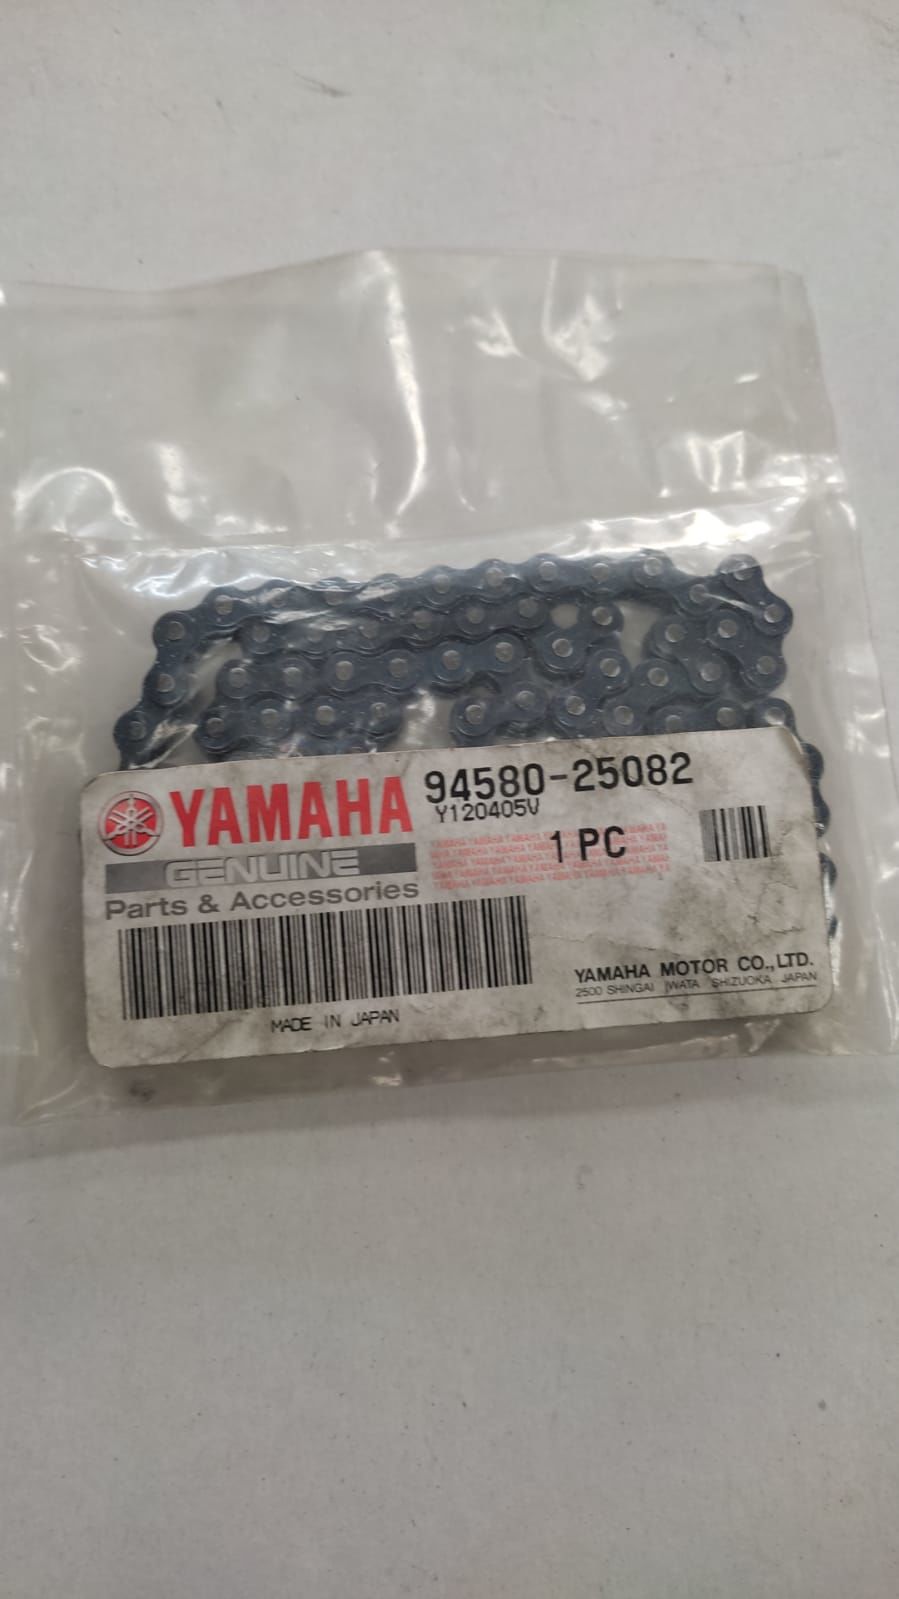 YAMAHA
GENUINE
Parts & Accessories
94580-25082
Y120405V
1 PC
MADE IN JAPAN
YAMAHA MOTOR CO.,LTD.
2500 SHINGAI IWATA SHIZUOKA JAPAN